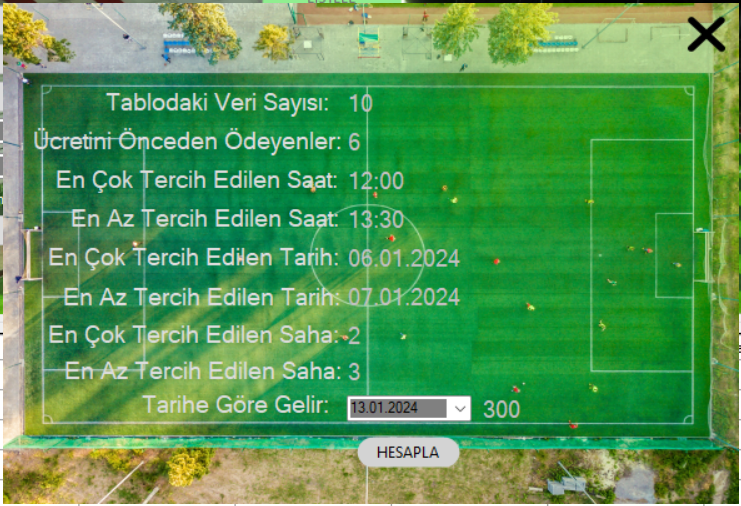 Tablodaki Veri Sayısı: 10
Ücretini Önceden Ödeyenler: 6
En Çok Tercih Edilen Saat: 12:00
En Az Tercih Edilen Saat: 13:30
En Çok Tercih Edilen Tarih: 06.01.2024
En Az Tercih Edilen Tarih: 07.01.2024
En Çok Tercih Edilen Saha: 2
En Az Tercih Edilen Saha: 3
Tarihe Göre Gelir: 13.01.2024 300
HESAPLA